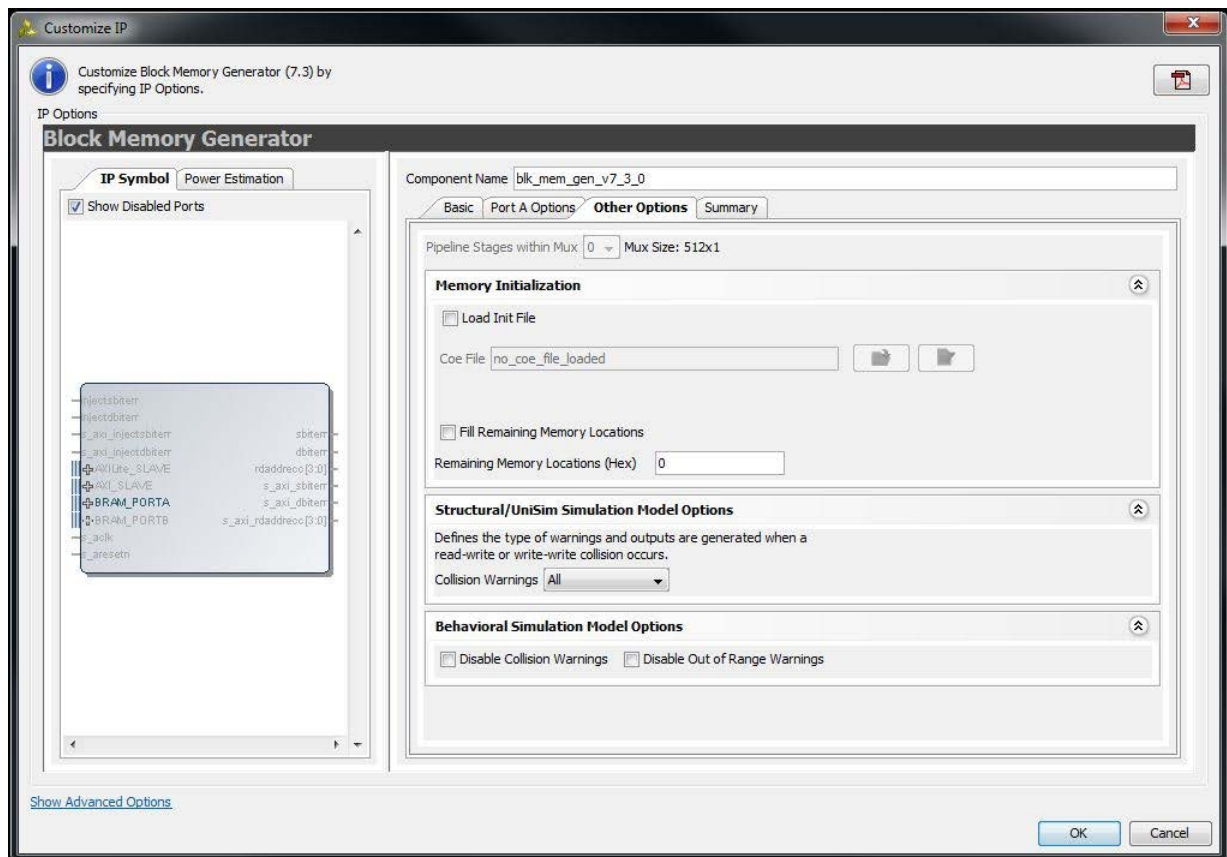 Customize IP
Customize Block Memory Generator (7.3) by
specifying IP Options.
IP Options
Block Memory Generator
IP Symbol Power Estimation
Show Disabled Ports
injectsbiterr
injectdbiterr
s_axi_injectsbiterr sbiterr
s_axi_injectdbiterr dbiterr
AXILite_SLAVE rdaddrecc[3:0]
AXI_SLAVE s_axi_sbiterr
BRAM_PORTA s_axi_dbiterr
BRAM_PORTB s_axi_rdaddrecc[3:0]
s_aclk
s_aresetn
Component Name blk_mem_gen_v7_3_0
Basic Port A Options Other Options Summary
Pipeline Stages within Mux 0 Mux Size: 512x1
Memory Initialization
Load Init File
Coe File no_coe_file_loaded
Fill Remaining Memory Locations
Remaining Memory Locations (Hex) 0
Structural/UniSim Simulation Model Options
Defines the type of warnings and outputs are generated when a
read-write or write-write collision occurs.
Collision Warnings All
Behavioral Simulation Model Options
Disable Collision Warnings Disable Out of Range Warnings
Show Advanced Options
OK Cancel